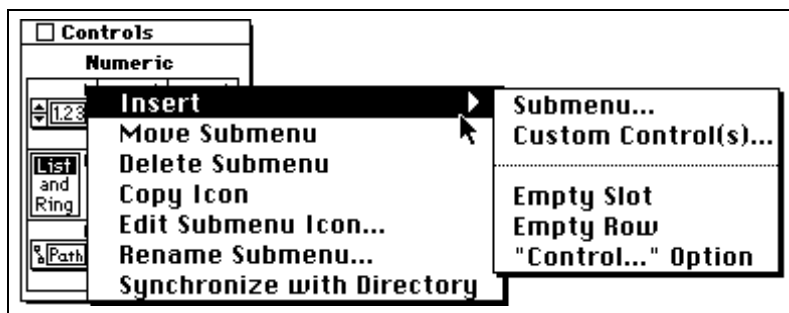 Controls
Numeric
1.23
Insert
Move Submenu
Delete Submenu
Copy Icon
Edit Submenu Icon...
Rename Submenu...
Synchronize with Directory
Submenu...
Custom Control(s)...
Empty Slot
Empty Row
"Control..." Option
List
and
Ring
Path